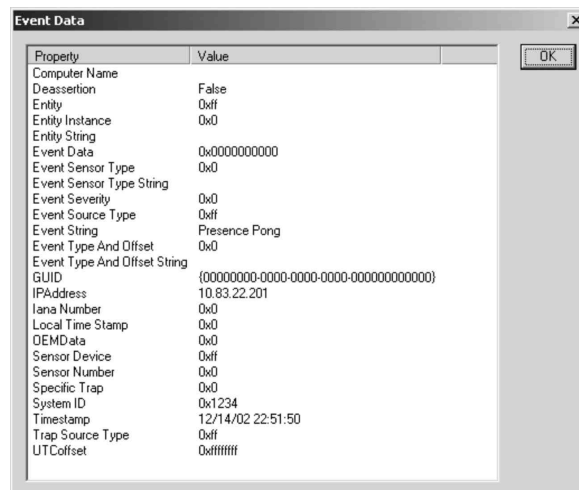 Event Data
Property Value
OK
Computer Name
Deassertion False
Entity 0xff
Entity Instance 0x0
Entity String
Event Data 0x0000000000
Event Sensor Type 0x0
Event Sensor Type String
Event Severity 0x0
Event Source Type 0xff
Event String Presence Pong
Event Type And Offset 0x0
Event Type And Offset String
GUID {00000000-0000-0000-0000-000000000000}
IPAddress 10.83.22.201
Iana Number 0x0
Local Time Stamp 0x0
OEMData 0x0
Sensor Device 0xff
Sensor Number 0x0
Specific Trap 0x0
System ID 0x1234
Timestamp 12/14/02 22:51:50
Trap Source Type 0xff
UTCoffset 0xffffffff